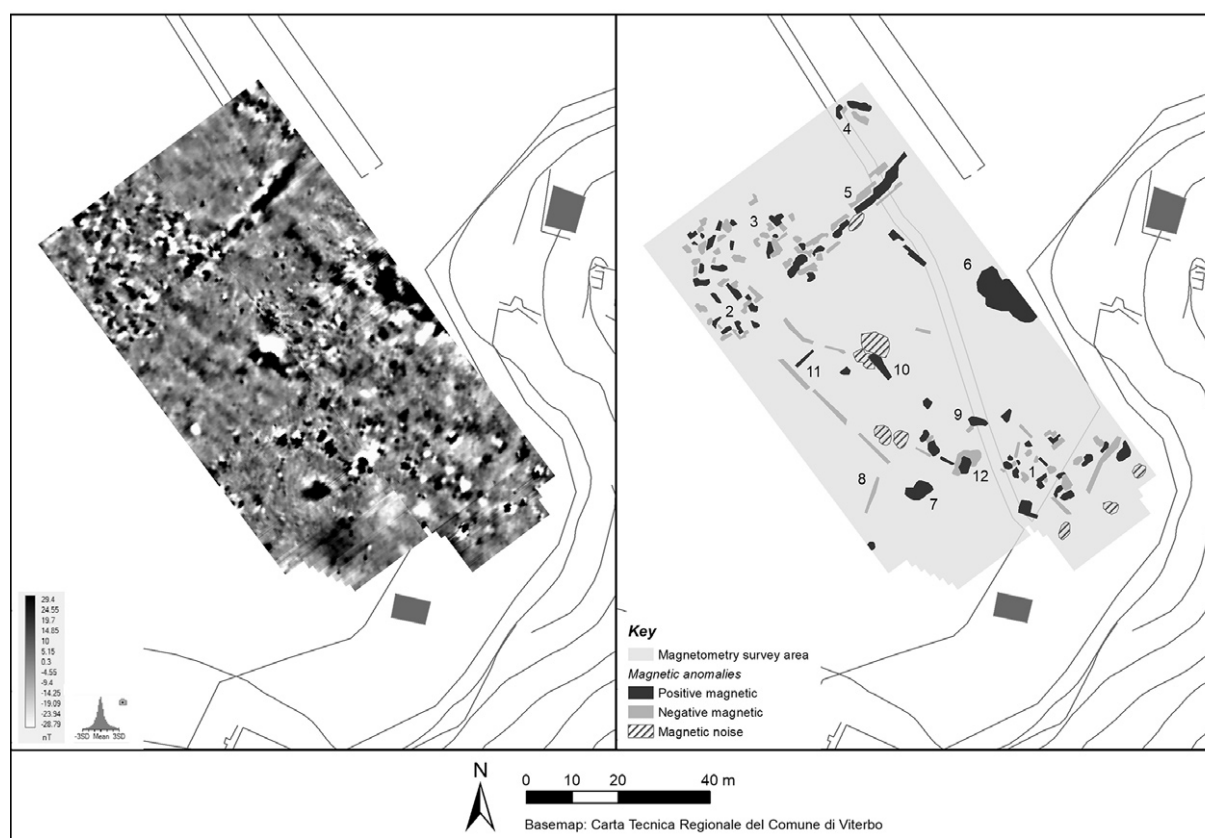 29.4
24.55
19.7
14.85
10
5.15
0.3
-4.55
-9.4
-14.25
-19.09
-23.94
-28.79
nT
-3SD Mean 3SD
4
5
3
6
2
11
10
9
1
12
8
7
Key
Magnetometry survey area
Magnetic anomalies
Positive magnetic
Negative magnetic
Magnetic noise
N
0 10 20 40 m
Basemap: Carta Tecnica Regionale del Comune di Viterbo